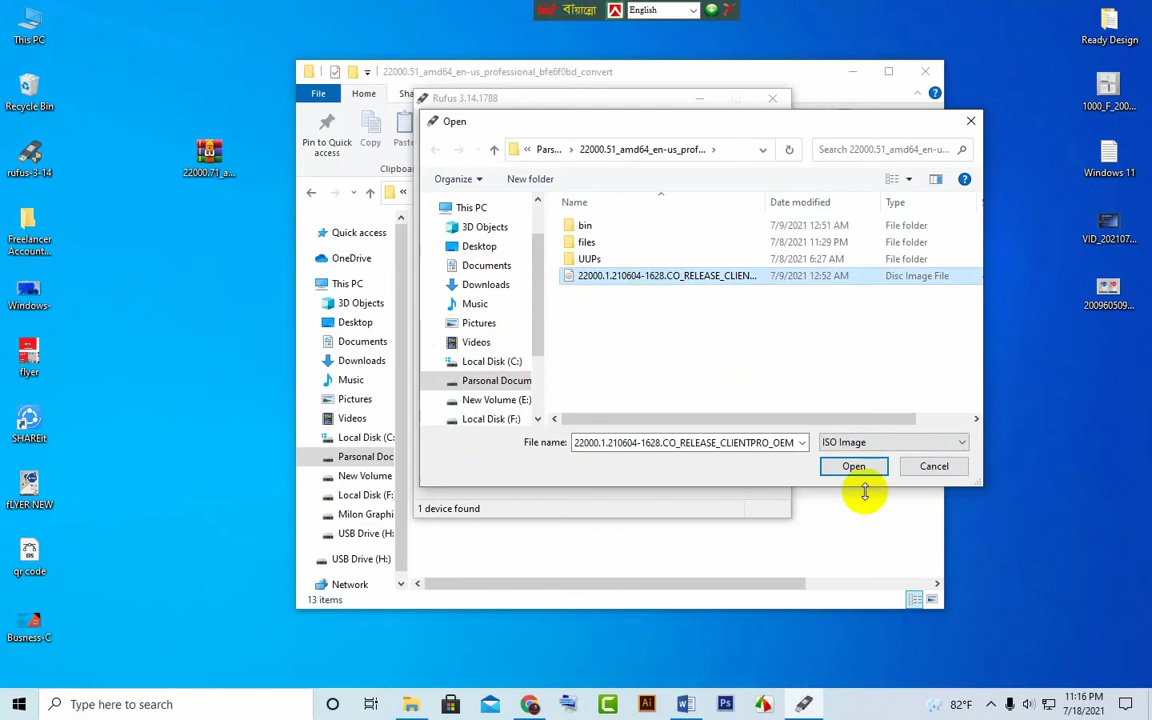 বায়ান্নো
English
This PC
Recycle Bin
rufus-3-14
Freelancer
Account...
Windows-
flyer
SHAREit
fLYER NEW
qr code
Busness-C
22000.71_a...
Ready Design
1000_F_200...
Windows 11
VID_202107...
200960509...
22000.51_amd64_en-us_professional_bfe6f0bd_convert
File
Home
Sha
Pin to Quick
access
Copy
Paste
Clipboa
«
Quick access
OneDrive
This PC
3D Objects
Desktop
Documents
Downloads
Music
Pictures
Videos
Local Disk (C:
Parsonal Doc
New Volume
Local Disk (F:
Milon Graphi
USB Drive (H:
USB Drive (H:)
Network
13 items
Rufus 3.14.1788
1 device found
Open
« Pars... › 22000.51_amd64_en-us_prof... ›
Search 22000.51_amd64_en-u...
Organize
New folder
This PC
3D Objects
Desktop
Documents
Downloads
Music
Pictures
Videos
Local Disk (C:)
Parsonal Docum
New Volume (E:)
Local Disk (F:)
Name Date modified Type
bin 7/9/2021 12:51 AM File folder
files 7/8/2021 11:29 PM File folder
UUPs 7/8/2021 6:27 AM File folder
22000.1.210604-1628.CO_RELEASE_CLIEN... 7/9/2021 12:52 AM Disc Image File
File name: 22000.1.210604-1628.CO_RELEASE_CLIENTPRO_OEM
ISO Image
Open
Cancel
Type here to search
82°F
11:16 PM
7/18/2021